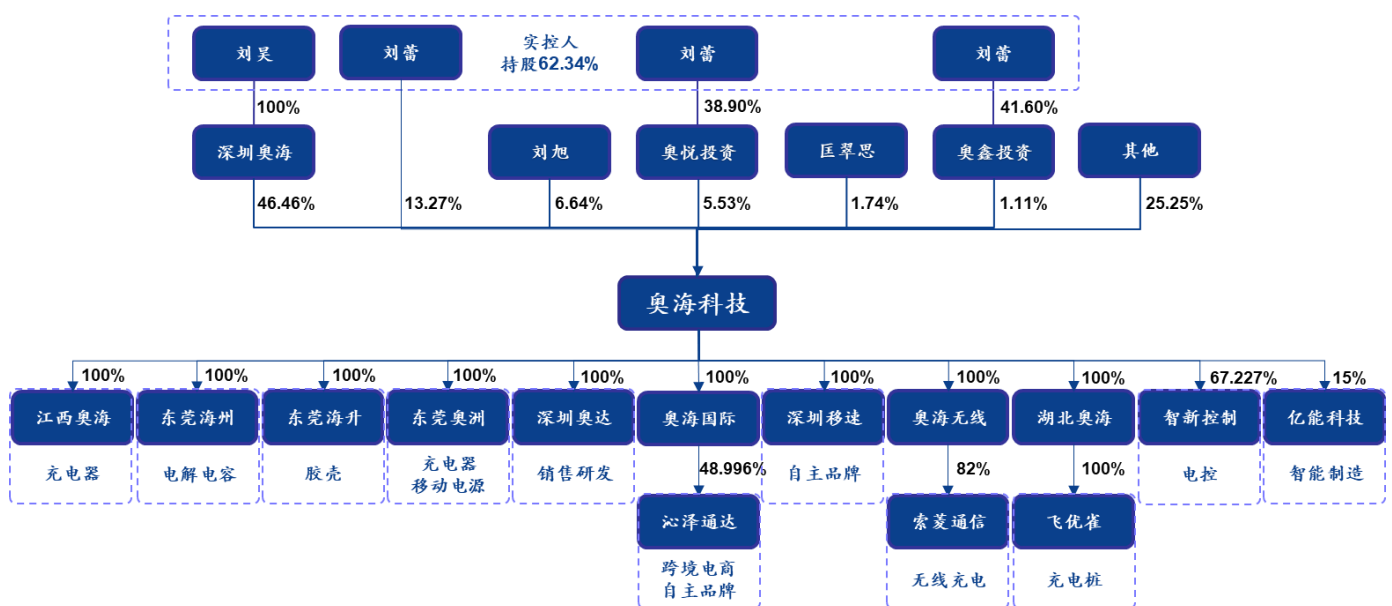 刘昊
刘蕾
实控人
持股62.34%
刘蕾
刘蕾
100%
38.90%
41.60%
深圳奥海
刘旭
奥悦投资
匡翠思
奥鑫投资
其他
46.46%
13.27%
6.64%
5.53%
1.74%
1.11%
25.25%
奥海科技
100%
100%
100%
100%
100%
100%
100%
100%
100%
67.227%
15%
江西奥海
东莞海州
东莞海升
东莞奥洲
深圳奥达
奥海国际
深圳移速
奥海无线
湖北奥海
智新控制
亿能科技
充电器
电解电容
胶壳
充电器
移动电源
销售研发
48.996%
自主品牌
82%
100%
电控
智能制造
沁泽通达
索菱通信
飞优雀
跨境电商
自主品牌
无线充电
充电桩